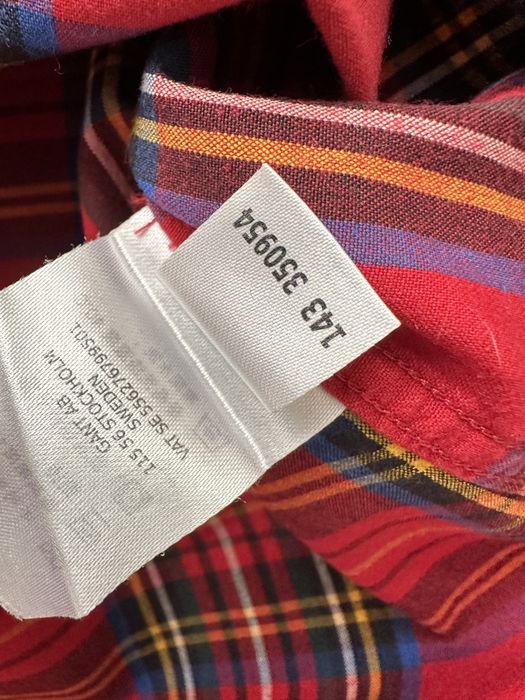 143 350954
GANT AB
115 56 STOCKHOLM
SWEDEN
VAT SE 556276799501